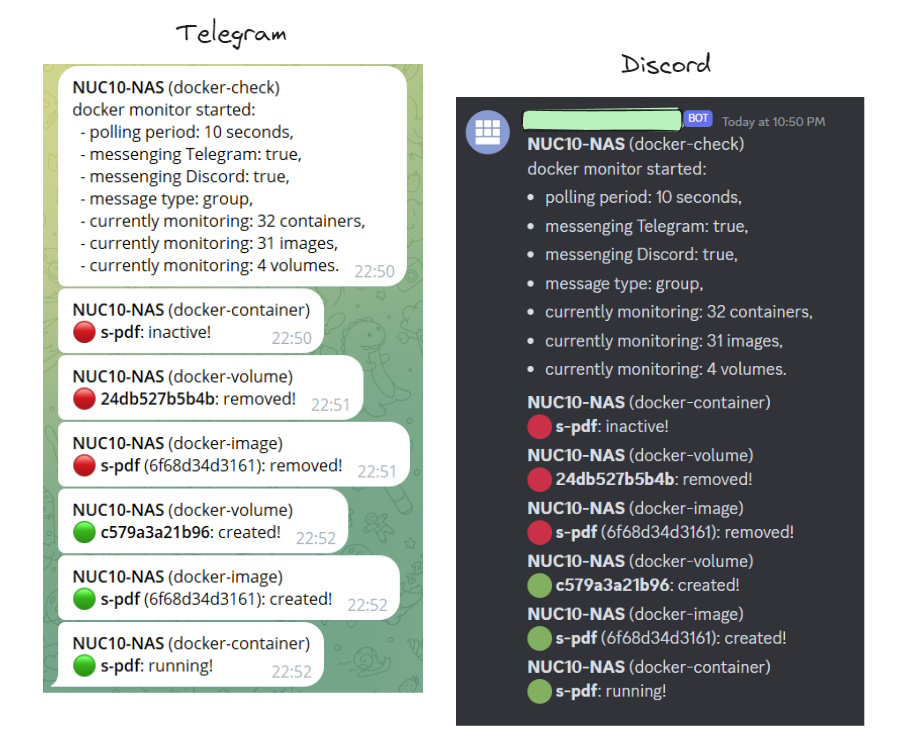 Telegram
NUC10-NAS (docker-check)
docker monitor started:
- polling period: 10 seconds,
- messenging Telegram: true,
- messenging Discord: true,
- message type: group,
- currently monitoring: 32 containers,
- currently monitoring: 31 images,
- currently monitoring: 4 volumes.
22:50
NUC10-NAS (docker-container)
🔴 s-pdf: inactive!
22:50
NUC10-NAS (docker-volume)
🔴 24db527b5b4b: removed!
22:51
NUC10-NAS (docker-image)
🔴 s-pdf (6f68d34d3161): removed!
22:51
NUC10-NAS (docker-volume)
🟢 c579a3a21b96: created!
22:52
NUC10-NAS (docker-image)
🟢 s-pdf (6f68d34d3161): created!
22:52
NUC10-NAS (docker-container)
🟢 s-pdf: running!
22:52
Discord
BOT Today at 10:50 PM
NUC10-NAS (docker-check)
docker monitor started:
• polling period: 10 seconds,
• messenging Telegram: true,
• messenging Discord: true,
• message type: group,
• currently monitoring: 32 containers,
• currently monitoring: 31 images,
• currently monitoring: 4 volumes.
NUC10-NAS (docker-container)
🔴 s-pdf: inactive!
NUC10-NAS (docker-volume)
🔴 24db527b5b4b: removed!
NUC10-NAS (docker-image)
🔴 s-pdf (6f68d34d3161): removed!
NUC10-NAS (docker-volume)
🟢 c579a3a21b96: created!
NUC10-NAS (docker-image)
🟢 s-pdf (6f68d34d3161): created!
NUC10-NAS (docker-container)
🟢 s-pdf: running!